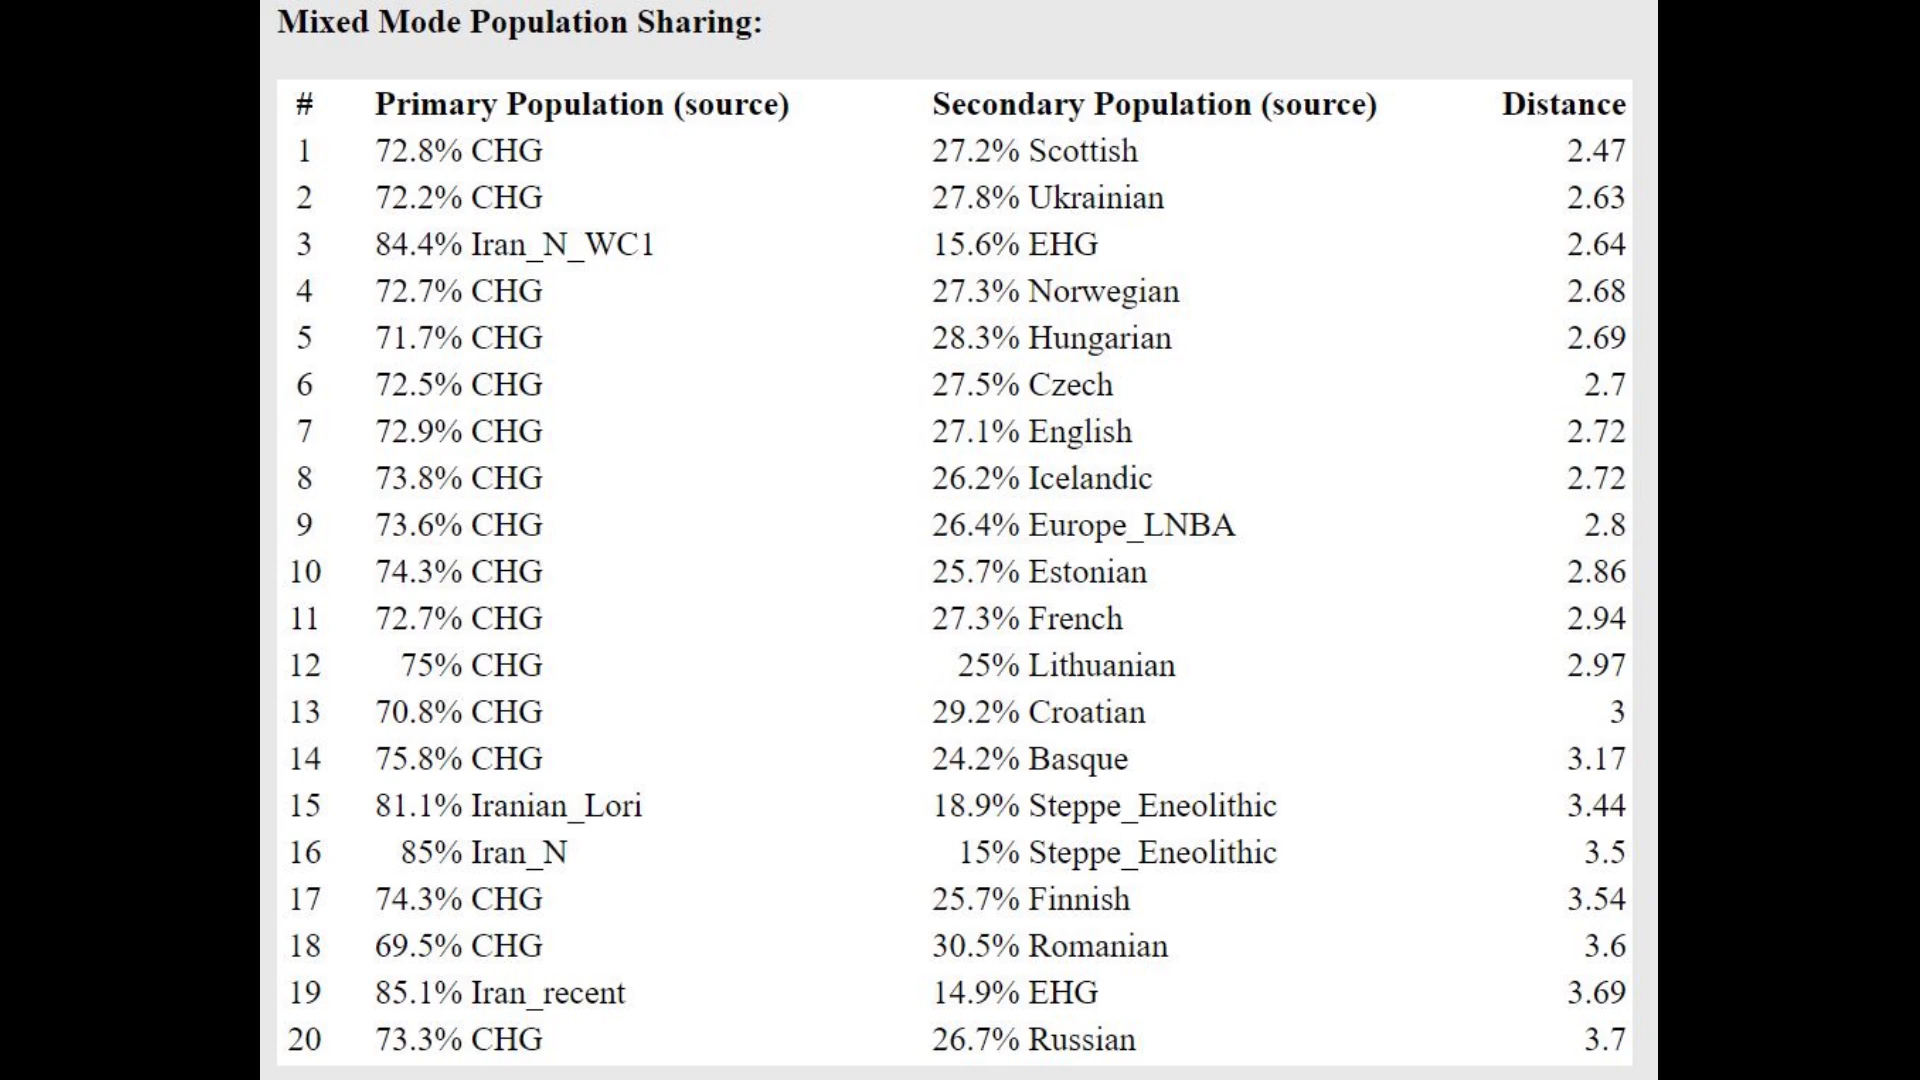 Mixed Mode Population Sharing:
# Primary Population (source) Secondary Population (source) Distance
1 72.8% CHG 27.2% Scottish 2.47
2 72.2% CHG 27.8% Ukrainian 2.63
3 84.4% Iran_N_WC1 15.6% EHG 2.64
4 72.7% CHG 27.3% Norwegian 2.68
5 71.7% CHG 28.3% Hungarian 2.69
6 72.5% CHG 27.5% Czech 2.7
7 72.9% CHG 27.1% English 2.72
8 73.8% CHG 26.2% Icelandic 2.72
9 73.6% CHG 26.4% Europe_LNBA 2.8
10 74.3% CHG 25.7% Estonian 2.86
11 72.7% CHG 27.3% French 2.94
12 75% CHG 25% Lithuanian 2.97
13 70.8% CHG 29.2% Croatian 3
14 75.8% CHG 24.2% Basque 3.17
15 81.1% Iranian_Lori 18.9% Steppe_Eneolithic 3.44
16 85% Iran_N 15% Steppe_Eneolithic 3.5
17 74.3% CHG 25.7% Finnish 3.54
18 69.5% CHG 30.5% Romanian 3.6
19 85.1% Iran_recent 14.9% EHG 3.69
20 73.3% CHG 26.7% Russian 3.7